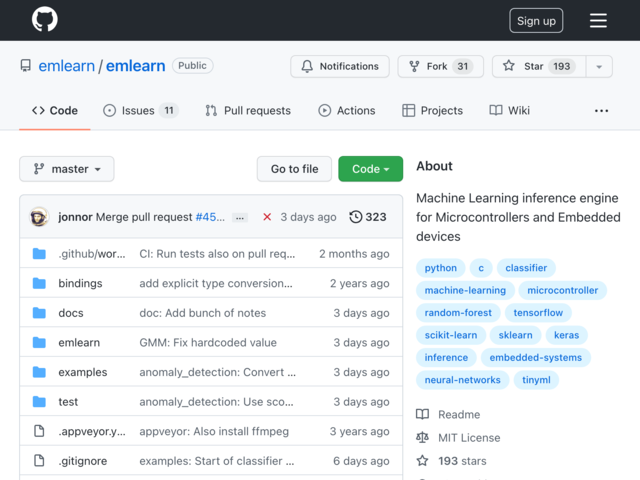 Sign up
emlearn / emlearn Public
Notifications Fork 31 Star 193
Code Issues 11 Pull requests Actions Projects Wiki
master Go to file Code
jonnor Merge pull request #45... ... 3 days ago 323
.github/wor... CI: Run tests also on pull req... 2 months ago
bindings add explicit type conversion... 2 years ago
docs doc: Add bunch of notes 3 days ago
emlearn GMM: Fix hardcoded value 3 days ago
examples anomaly_detection: Convert ... 3 days ago
test anomaly_detection: Use sco... 3 days ago
.appveyor.y... appveyor: Also install ffmpeg 3 years ago
.gitignore examples: Start of classifier ... 6 days ago
About
Machine Learning inference engine
for Microcontrollers and Embedded
devices
python c classifier
machine-learning microcontroller
random-forest tensorflow
scikit-learn sklearn keras
inference embedded-systems
neural-networks tinyml
Readme
MIT License
193 stars